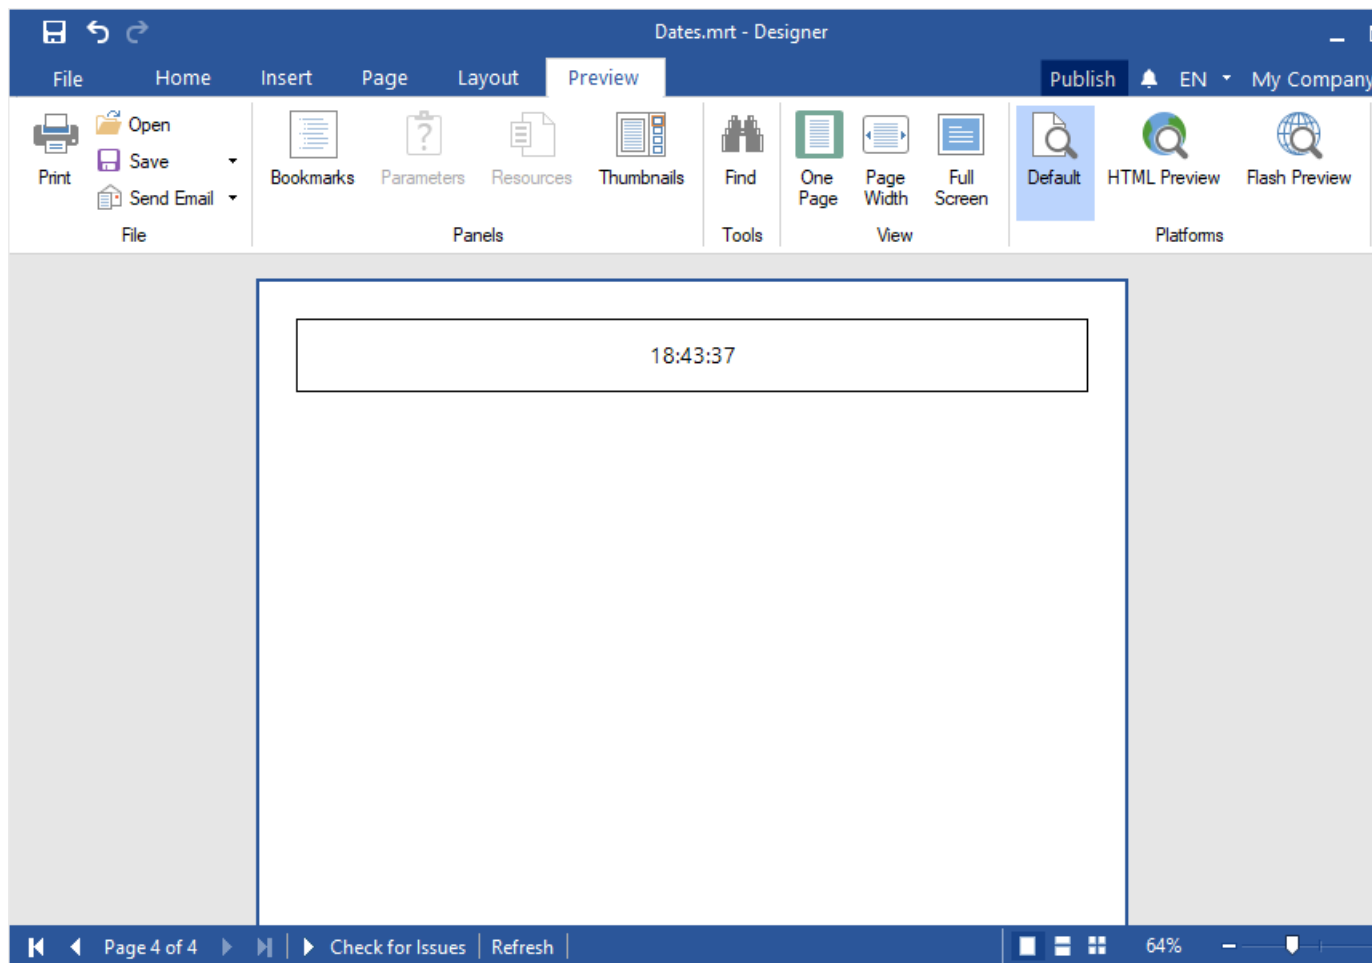 Dates.mrt - Designer
File Home Insert Page Layout Preview Publish EN My Company
Open
Save
Send Email
Print
Bookmarks Parameters Resources Thumbnails Find One Page Page Width Full Screen Default HTML Preview Flash Preview
File Panels Tools View Platforms
18:43:37
Page 4 of 4 Check for Issues Refresh 64%